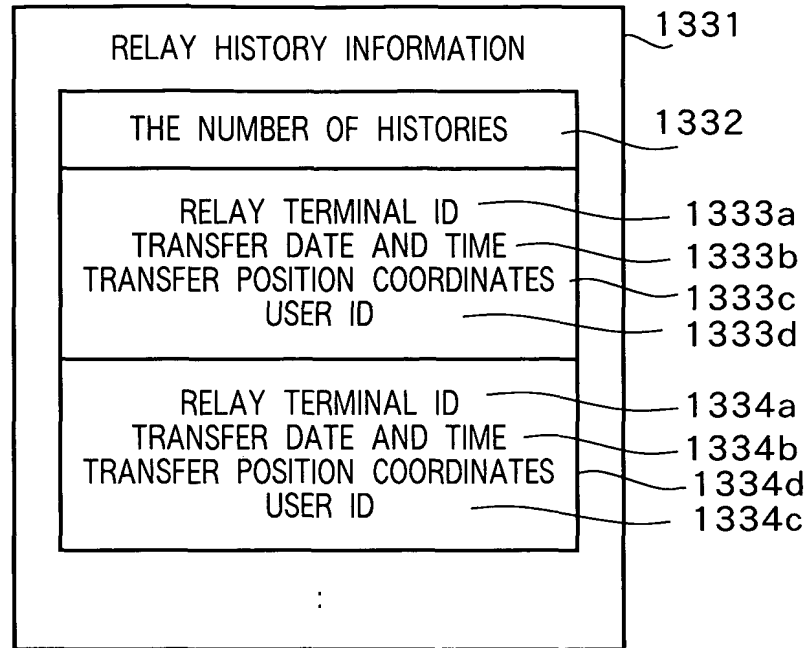 RELAY HISTORY INFORMATION 1331
THE NUMBER OF HISTORIES 1332
RELAY TERMINAL ID 1333a
TRANSFER DATE AND TIME 1333b
TRANSFER POSITION COORDINATES 1333c
USER ID 1333d
RELAY TERMINAL ID 1334a
TRANSFER DATE AND TIME 1334b
TRANSFER POSITION COORDINATES 1334d
USER ID 1334c
: